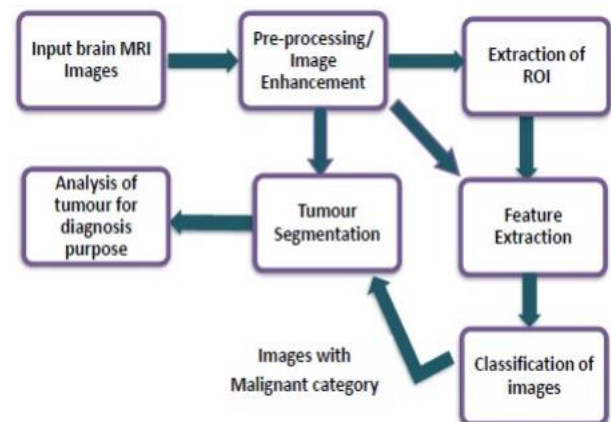 Input brain MRI
Images
Pre-processing/
Image
Enhancement
Extraction of
ROI
Analysis of
tumour for
diagnosis
purpose
Tumour
Segmentation
Feature
Extraction
Images with
Malignant category
Classification of
images